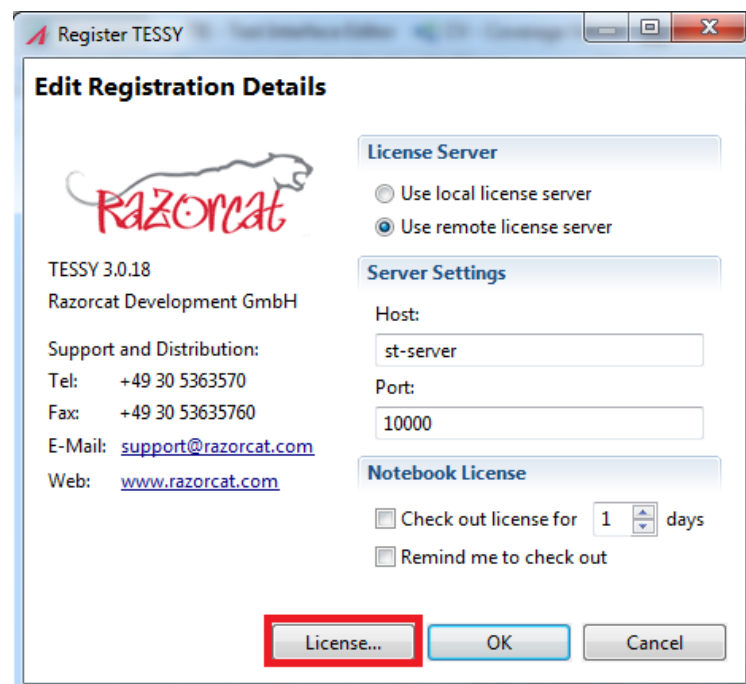 Register TESSY
Edit Registration Details
Razorcat
TESSY 3.0.18
Razorcat Development GmbH
Support and Distribution:
Tel: +49 30 5363570
Fax: +49 30 53635760
E-Mail: support@razorcat.com
Web: www.razorcat.com
License Server
Use local license server
Use remote license server
Server Settings
Host:
st-server
Port:
10000
Notebook License
Check out license for 1 days
Remind me to check out
License... OK Cancel